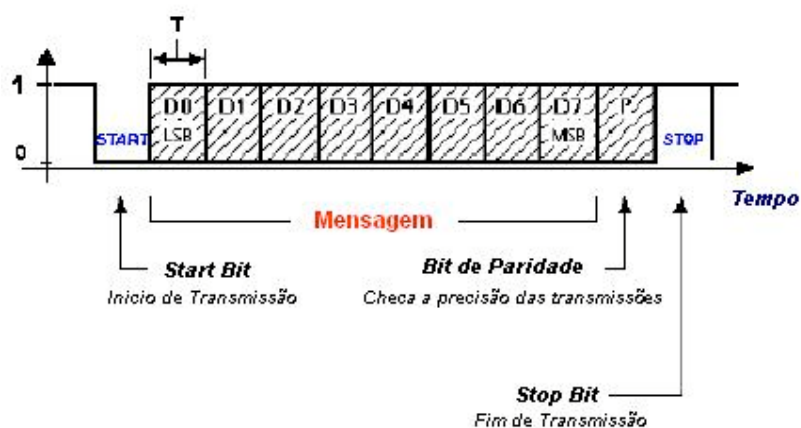 T
1
D0 D1 D2 D3 D4 D5 D6 D7 P
START LSB MSB STOP
0
Tempo
Mensagem
Start Bit
Inicio de Transmissão
Bit de Paridade
Checa a precisão das transmissões
Stop Bit
Fim de Transmissão